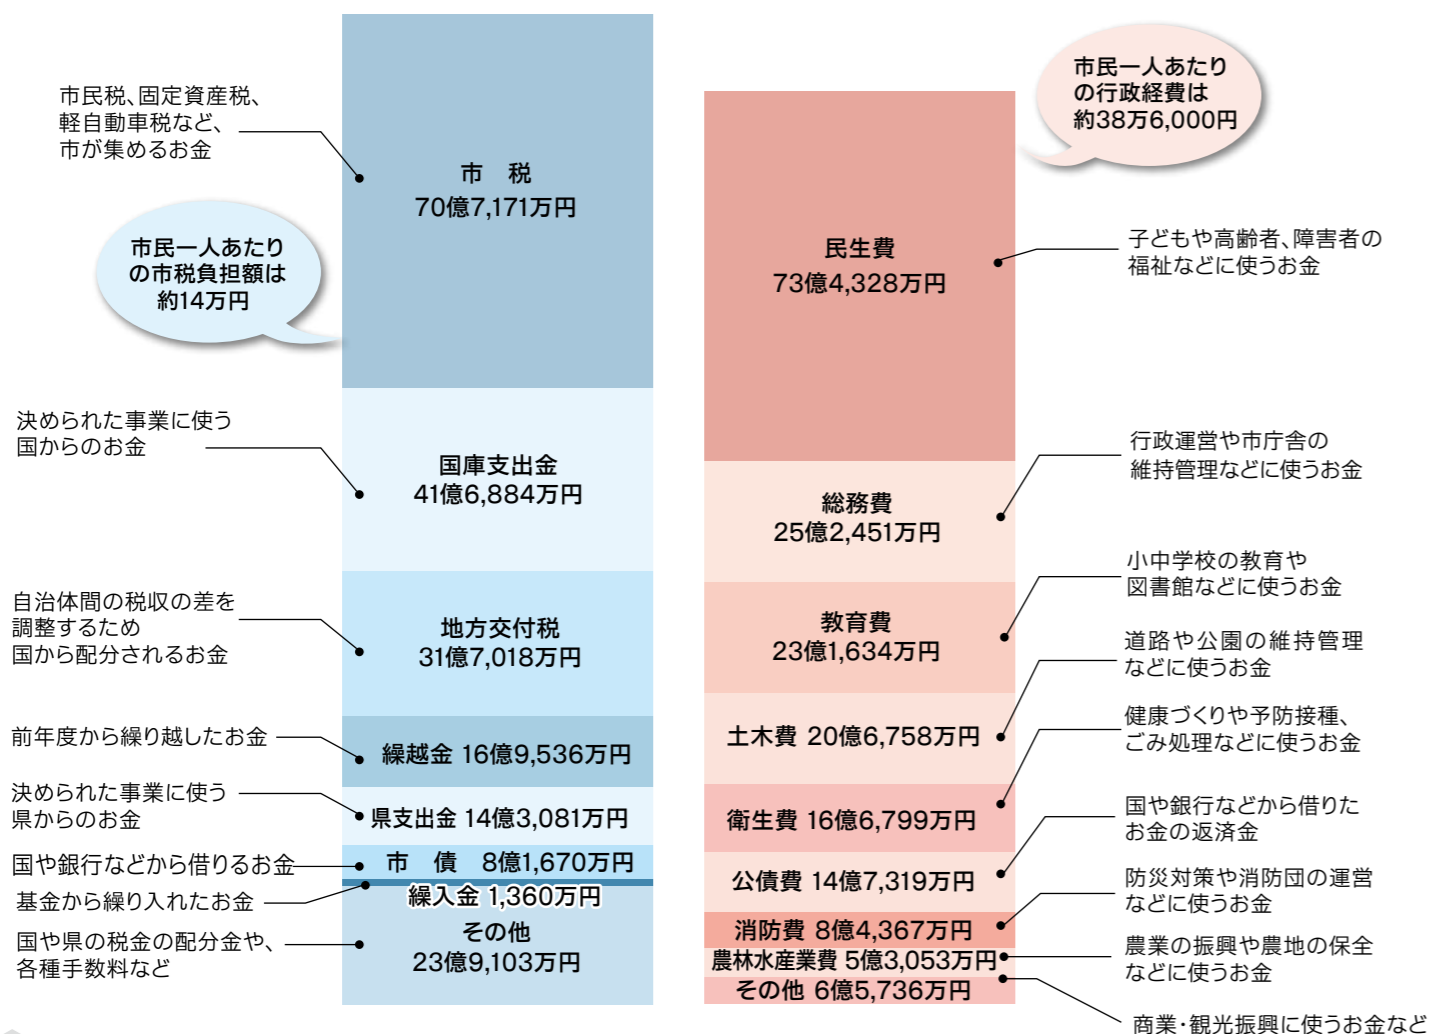 市民税、固定資産税、
軽自動車税など、
市が集めるお金
市民一人あたり
の市税負担額は
約14万円
市　税
70億7,171万円
決められた事業に使う
国からのお金
国庫支出金
41億6,884万円
自治体間の税収の差を
調整するため
国から配分されるお金
地方交付税
31億7,018万円
前年度から繰り越したお金
繰越金 16億9,536万円
決められた事業に使う
県からのお金
県支出金 14億3,081万円
国や銀行などから借りるお金
市　債　8億1,670万円
基金から繰り入れたお金
繰入金 1,360万円
国や県の税金の配分金や、
各種手数料など
その他
23億9,103万円
市民一人あたり
の行政経費は
約38万6,000円
民生費
73億4,328万円
子どもや高齢者、障害者の
福祉などに使うお金
総務費
25億2,451万円
行政運営や市庁舎の
維持管理などに使うお金
教育費
23億1,634万円
小中学校の教育や
図書館などに使うお金
土木費 20億6,758万円
道路や公園の維持管理
などに使うお金
衛生費 16億6,799万円
健康づくりや予防接種、
ごみ処理などに使うお金
公債費 14億7,319万円
国や銀行などから借りた
お金の返済金
消防費 8億4,367万円
防災対策や消防団の運営
などに使うお金
農林水産業費 5億3,053万円
農業の振興や農地の保全
などに使うお金
その他 6億5,736万円
商業・観光振興に使うお金など